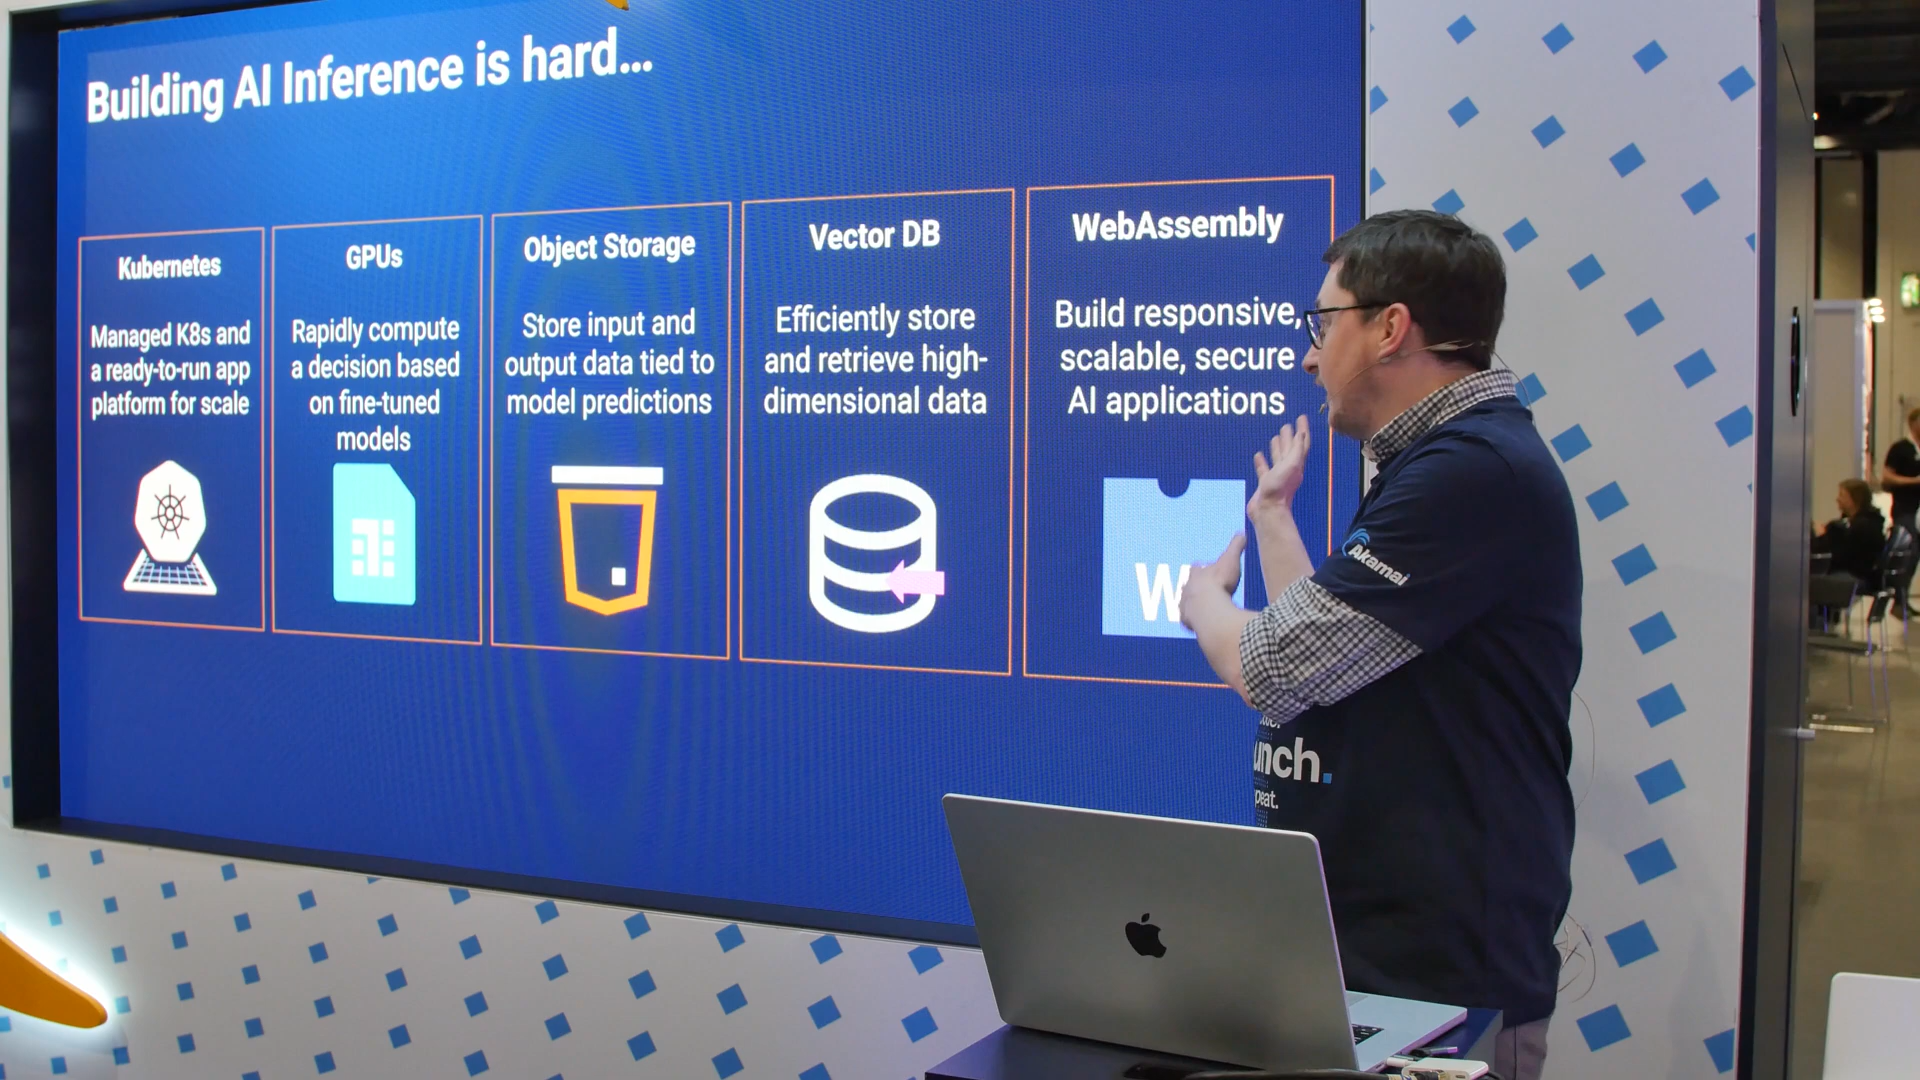 Building AI Inference is hard...
Kubernetes
Managed K8s and
a ready-to-run app
platform for scale
GPUs
Rapidly compute
a decision based
on fine-tuned
models
Object Storage
Store input and
output data tied to
model predictions
Vector DB
Efficiently store
and retrieve high-
dimensional data
WebAssembly
Build responsive,
scalable, secure
AI applications
W
Akamai
unch.
peat.